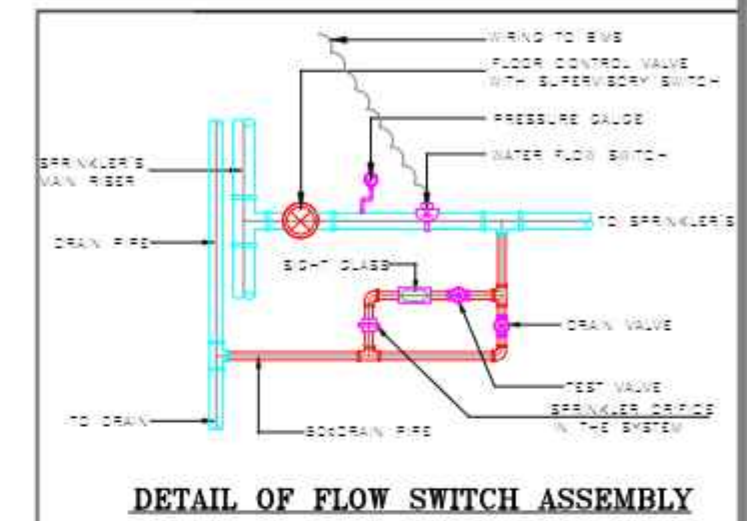 WIRING TO BMS
FLOOR CONTROL VALVE
WITH SUPERVISORY SWITCH
PRESSURE GAUGE
WATER FLOW SWITCH
SPRINKLER'S
MAIN RISER
TO SPRINKLER'S
DRAIN PIPE
SIGHT GLASS
DRAIN VALVE
TEST VALVE
SPRINKLER ORIFICE
IN THE SYSTEM
TO DRAIN
DRAIN PIPE
DETAIL OF FLOW SWITCH ASSEMBLY